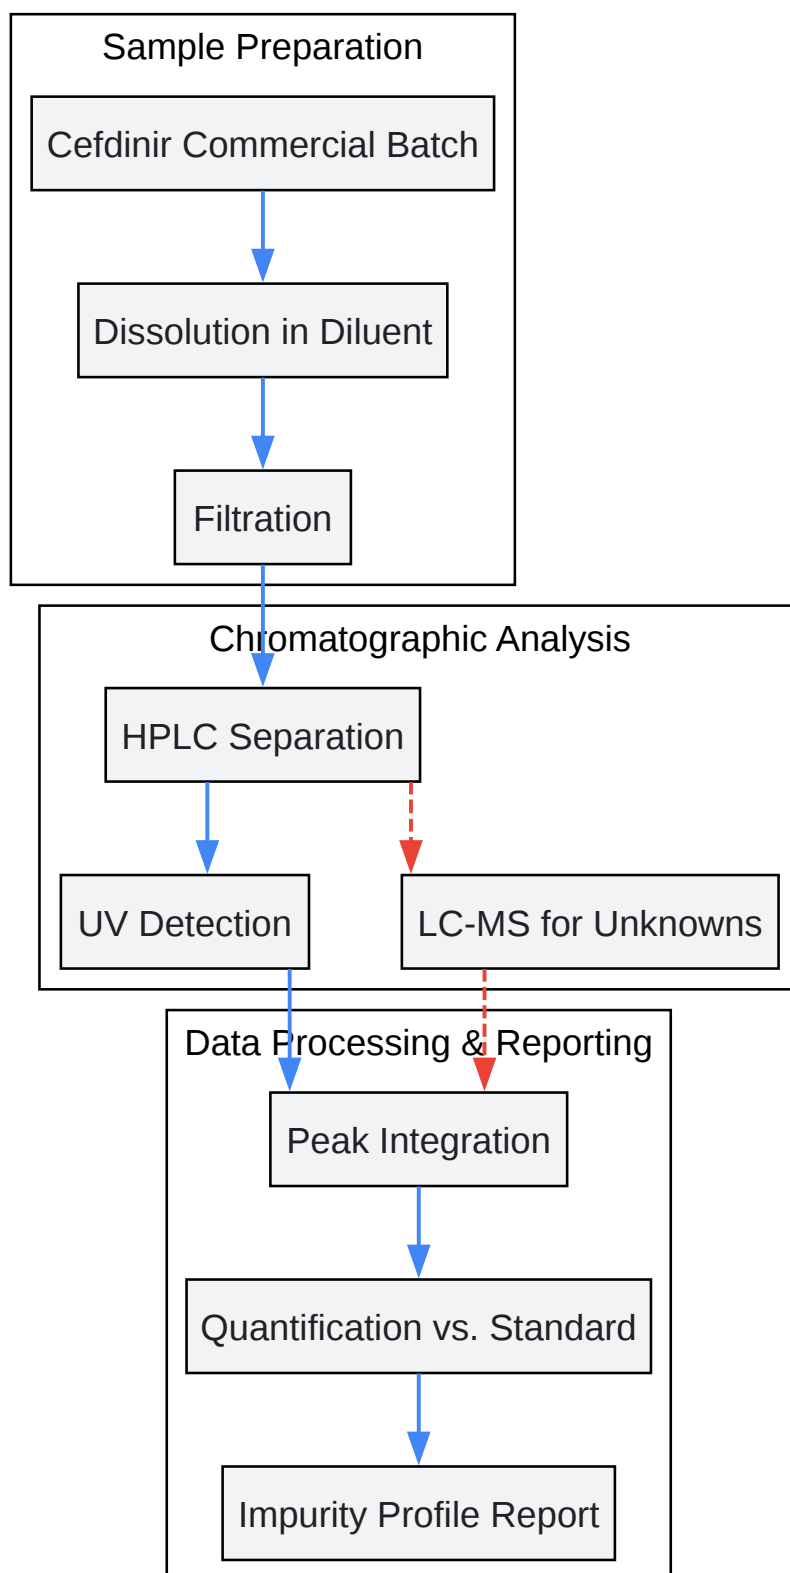 Sample Preparation
Cefdinir Commercial Batch
Dissolution in Diluent
Filtration
Chromatographic Analysis
HPLC Separation
UV Detection
LC-MS for Unknowns
Data Processing & Reporting
Peak Integration
Quantification vs. Standard
Impurity Profile Report